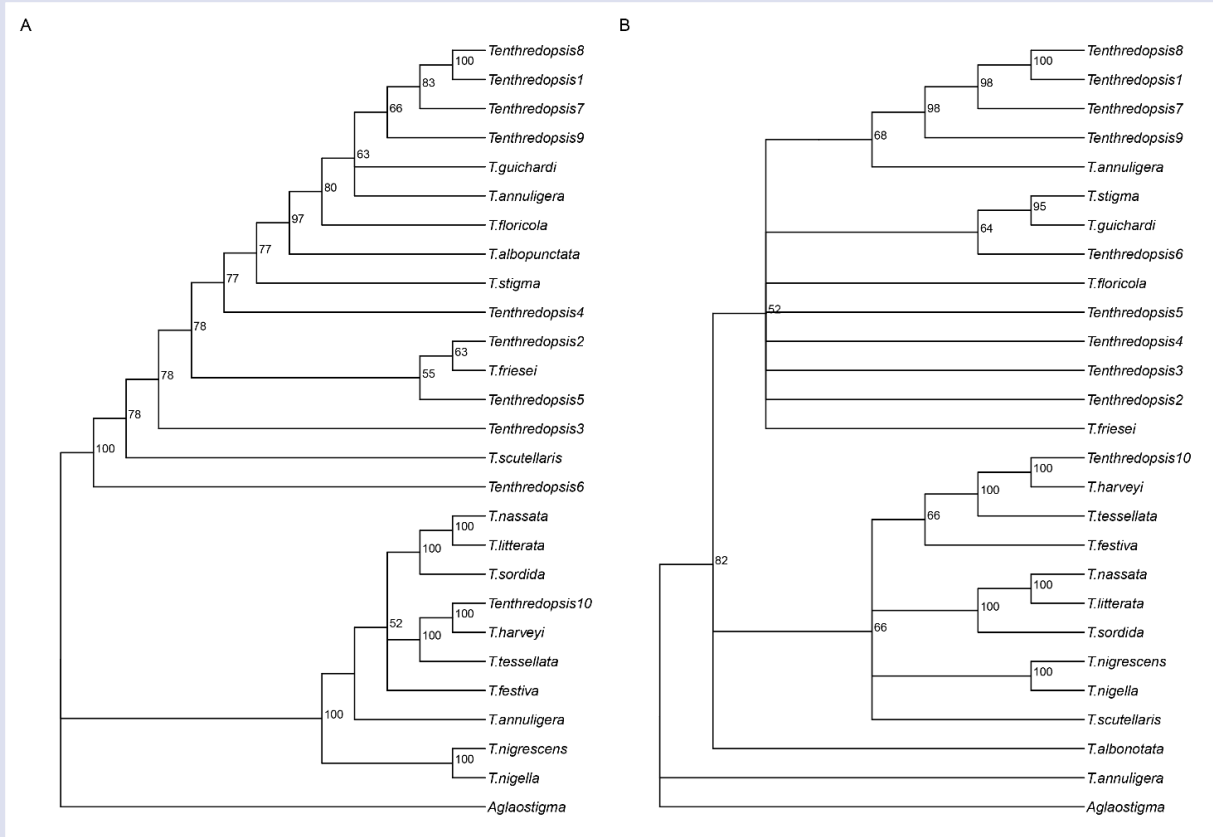 A
Tenthredopsis8
100
Tenthredopsis1
83
Tenthredopsis7
66
Tenthredopsis9
63
T.guichardi
80
T.annuligera
97
T.floricola
77
T.albopunctata
77
T.stigma
78
Tenthredopsis4
Tenthredopsis2
63
55
T.friesei
78
Tenthredopsis5
78
Tenthredopsis3
100
T.scutellaris
Tenthredopsis6
T.nassata
100
100
T.litterata
T.sordida
Tenthredopsis10
100
52
100
T.harveyi
T.tessellata
T.festiva
100
T.annuligera
T.nigrescens
100
T.nigella
Aglaostigma
B
Tenthredopsis8
100
Tenthredopsis1
98
Tenthredopsis7
98
Tenthredopsis9
68
T.annuligera
T.stigma
95
64
T.guichardi
Tenthredopsis6
T.floricola
52
Tenthredopsis5
Tenthredopsis4
Tenthredopsis3
Tenthredopsis2
T.friesei
Tenthredopsis10
100
100
T.harveyi
66
T.tessellata
T.festiva
82
T.nassata
100
100
T.litterata
66
T.sordida
T.nigrescens
100
T.nigella
T.scutellaris
T.albonotata
T.annuligera
Aglaostigma